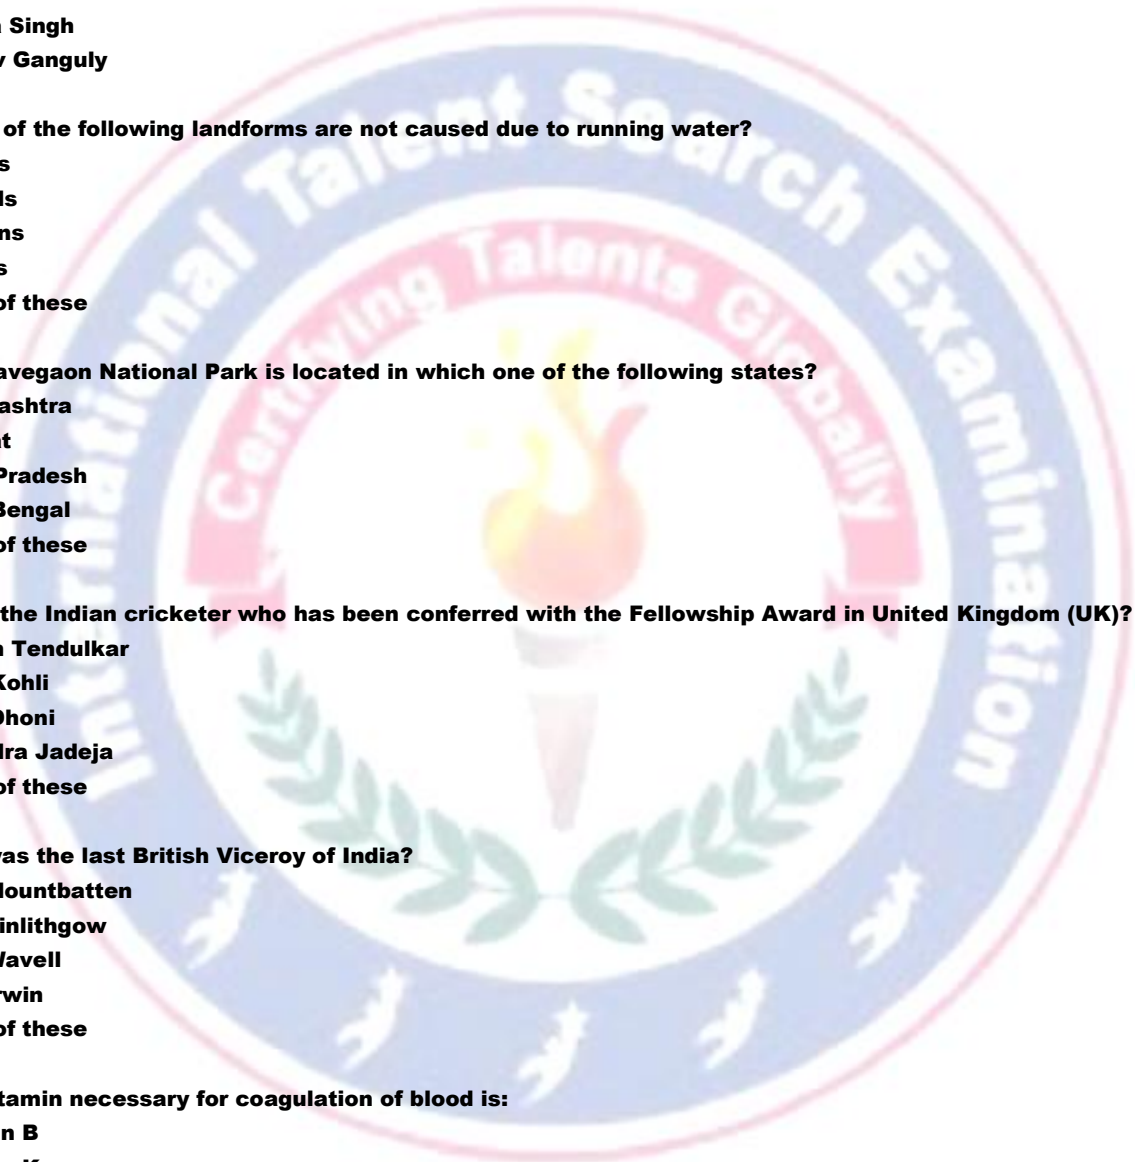 Singh
Ganguly
of the following landforms are not caused due to running water?
of these
avegaon National Park is located in which one of the following states?
ashtra
Pradesh
Bengal
of these
the Indian cricketer who has been conferred with the Fellowship Award in United Kingdom (UK)?
Tendulkar
Kohli
Dhoni
dra Jadeja
of these
was the last British Viceroy of India?
Mountbatten
inlithgow
Wavell
rwin
of these
tamin necessary for coagulation of blood is:
n B
International Talent Search Examination
Certifying Talents Globally